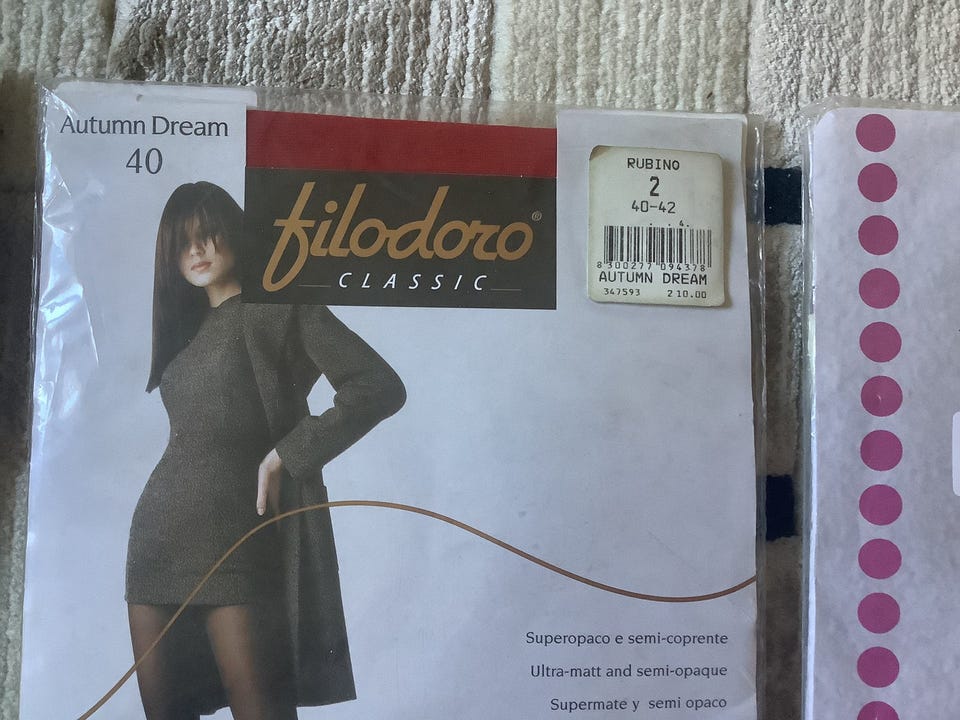 Autumn Dream
40
filodoro®
CLASSIC
RUBINO
2
40-42
. . 4.
8 300277 094378
AUTUMN DREAM
347593 210.00
Superopaco e semi-coprente
Ultra-matt and semi-opaque
Supermate y semi opaco